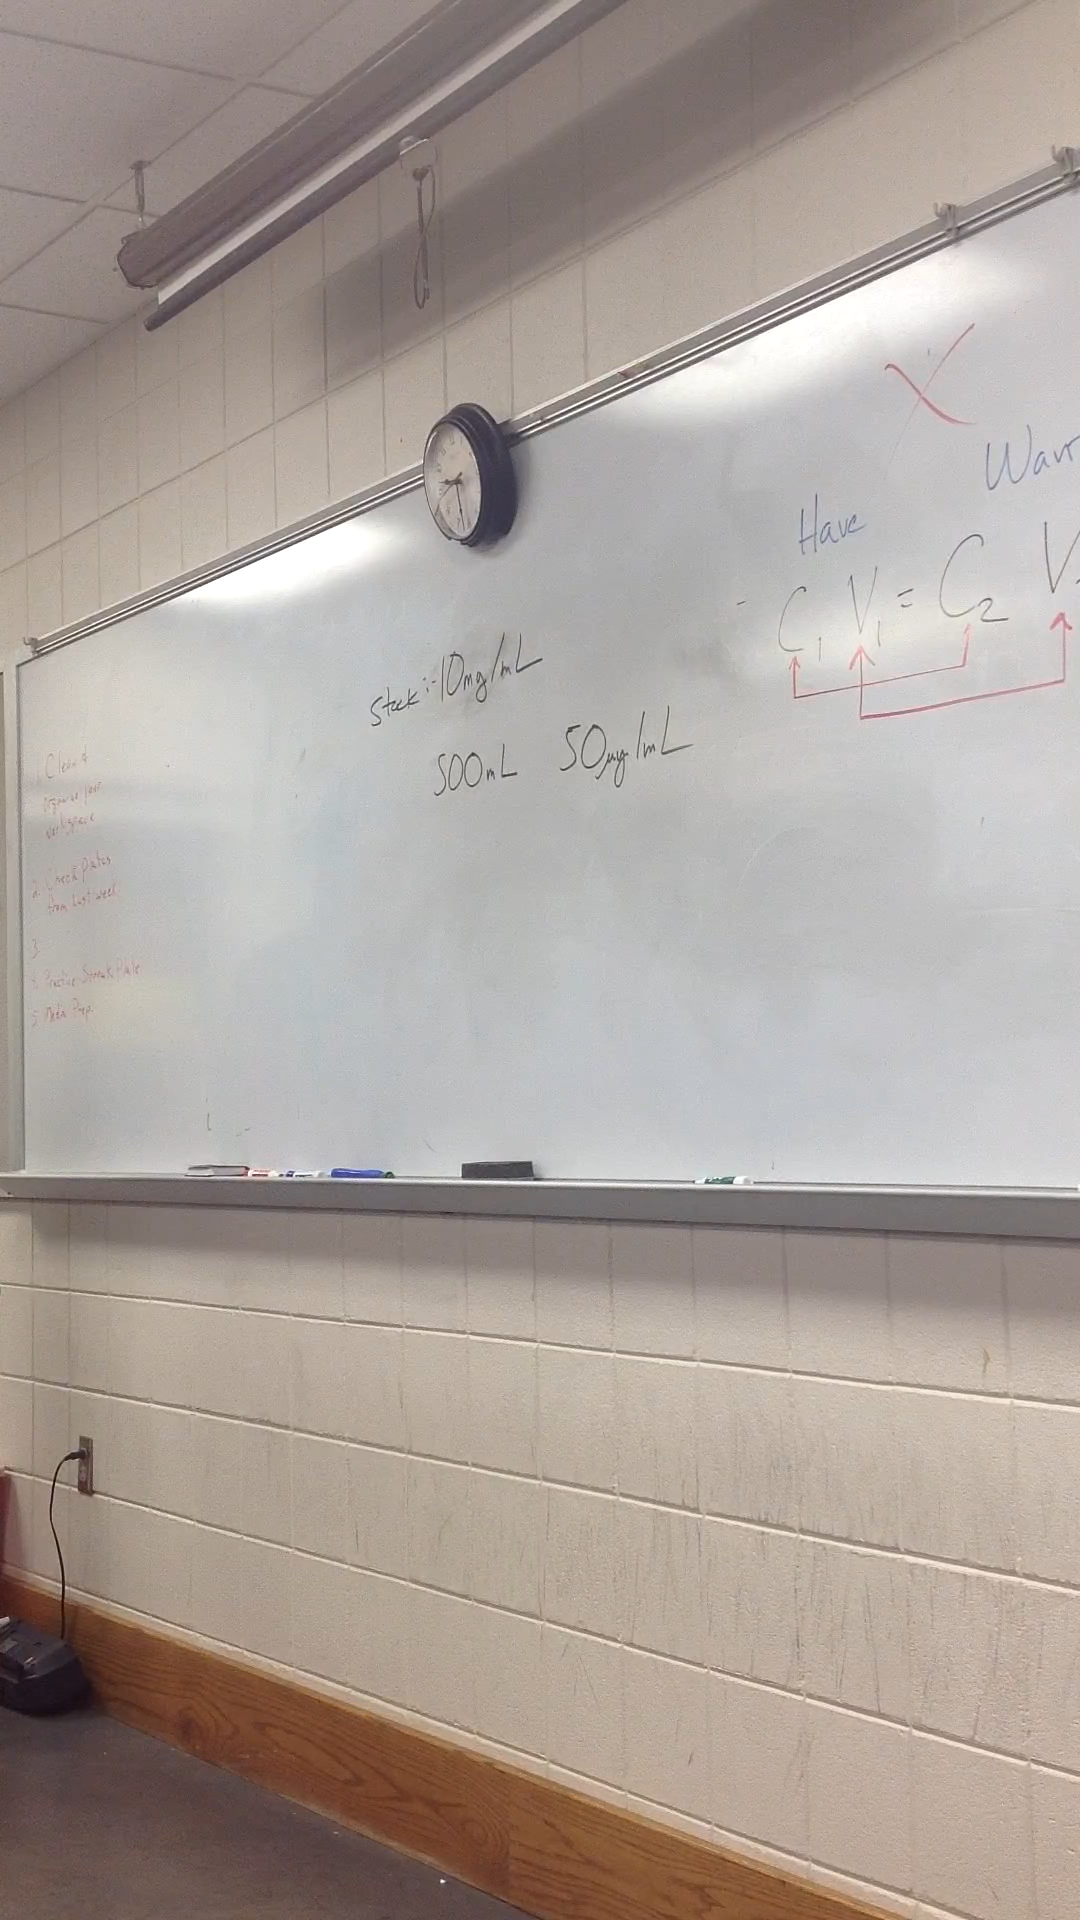 1. Clean &
organize your
workspace
2. Check Plates
from Last week
3.
4. Practice Streak Plate
5. Media Prep.
Stock:-10mg/mL
500mL 50µg/mL
X
Have
C₁ V₁ = C₂ V